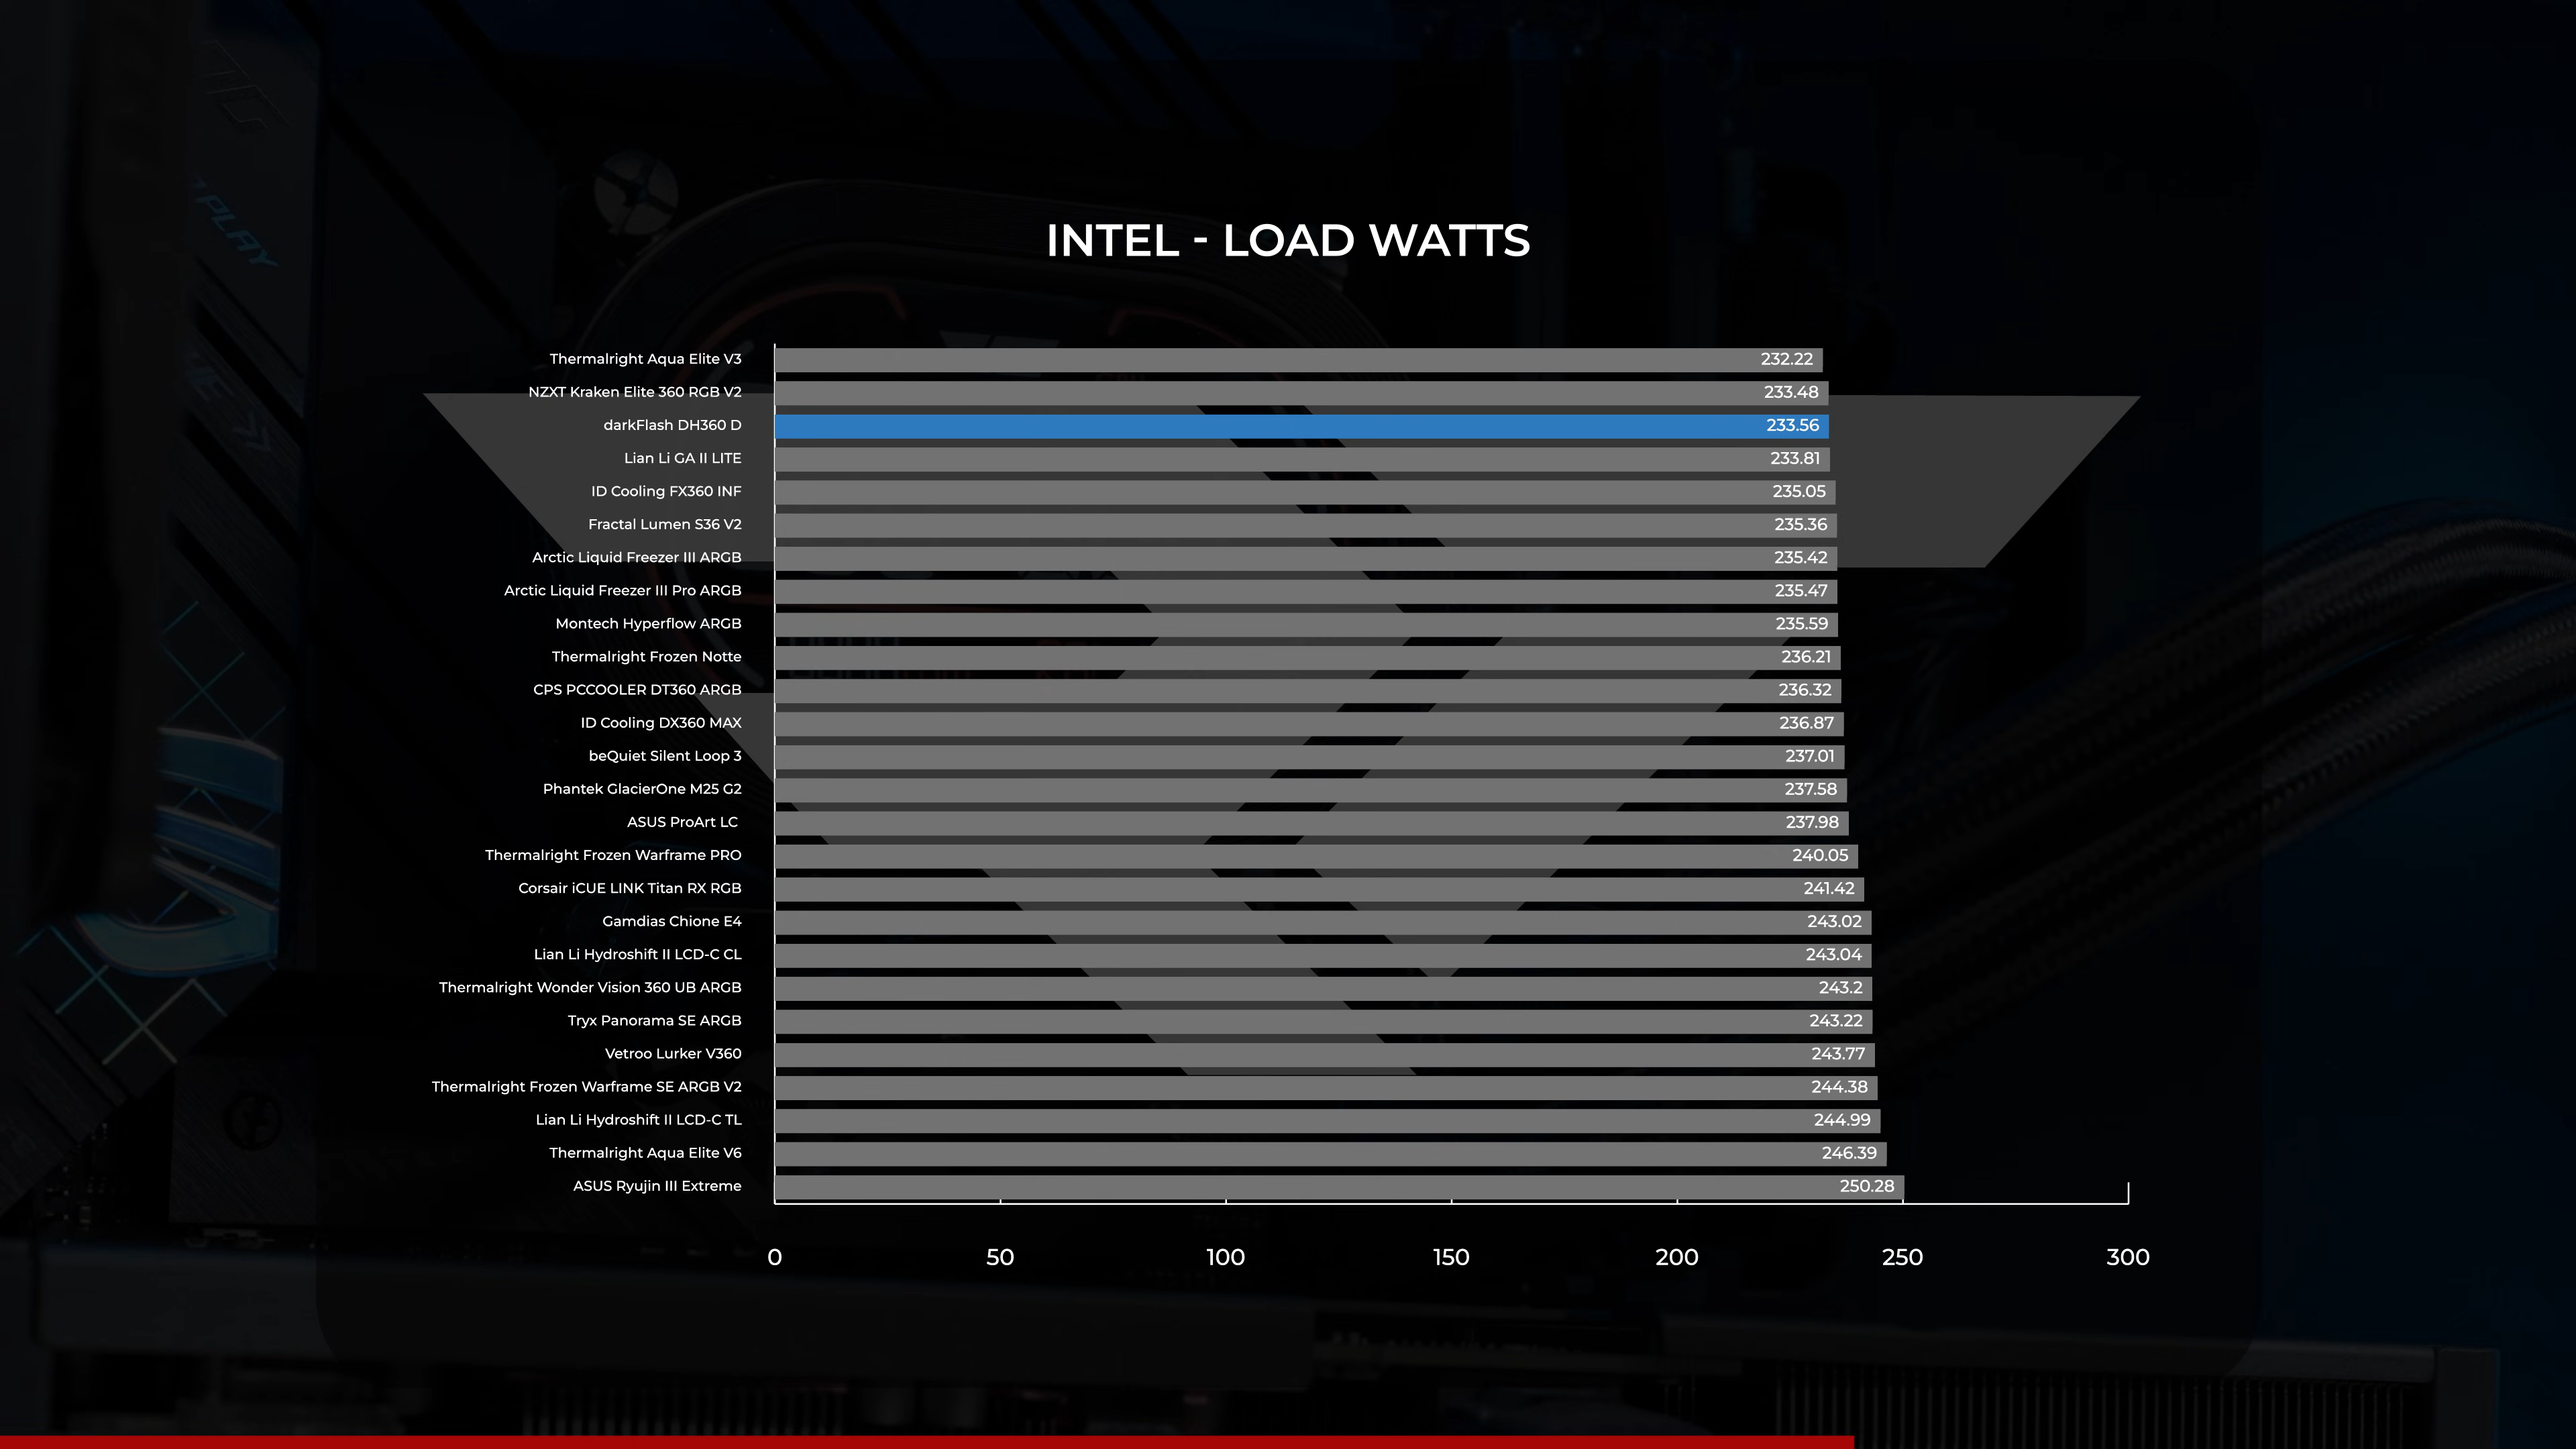 INTEL - LOAD WATTS
Thermalright Aqua Elite V3 232.22
NZXT Kraken Elite 360 RGB V2 233.48
darkFlash DH360 D 233.56
Lian Li GA II LITE 233.81
ID Cooling FX360 INF 235.05
Fractal Lumen S36 V2 235.36
Arctic Liquid Freezer III ARGB 235.42
Arctic Liquid Freezer III Pro ARGB 235.47
Montech Hyperflow ARGB 235.59
Thermalright Frozen Notte 236.21
CPS PCCOOLER DT360 ARGB 236.32
ID Cooling DX360 MAX 236.87
beQuiet Silent Loop 3 237.01
Phantek GlacierOne M25 G2 237.58
ASUS ProArt LC 237.98
Thermalright Frozen Warframe PRO 240.05
Corsair iCUE LINK Titan RX RGB 241.42
Gamdias Chione E4 243.02
Lian Li Hydroshift II LCD-C CL 243.04
Thermalright Wonder Vision 360 UB ARGB 243.2
Tryx Panorama SE ARGB 243.22
Vetroo Lurker V360 243.77
Thermalright Frozen Warframe SE ARGB V2 244.38
Lian Li Hydroshift II LCD-C TL 244.99
Thermalright Aqua Elite V6 246.39
ASUS Ryujin III Extreme 250.28
0 50 100 150 200 250 300
PLAY